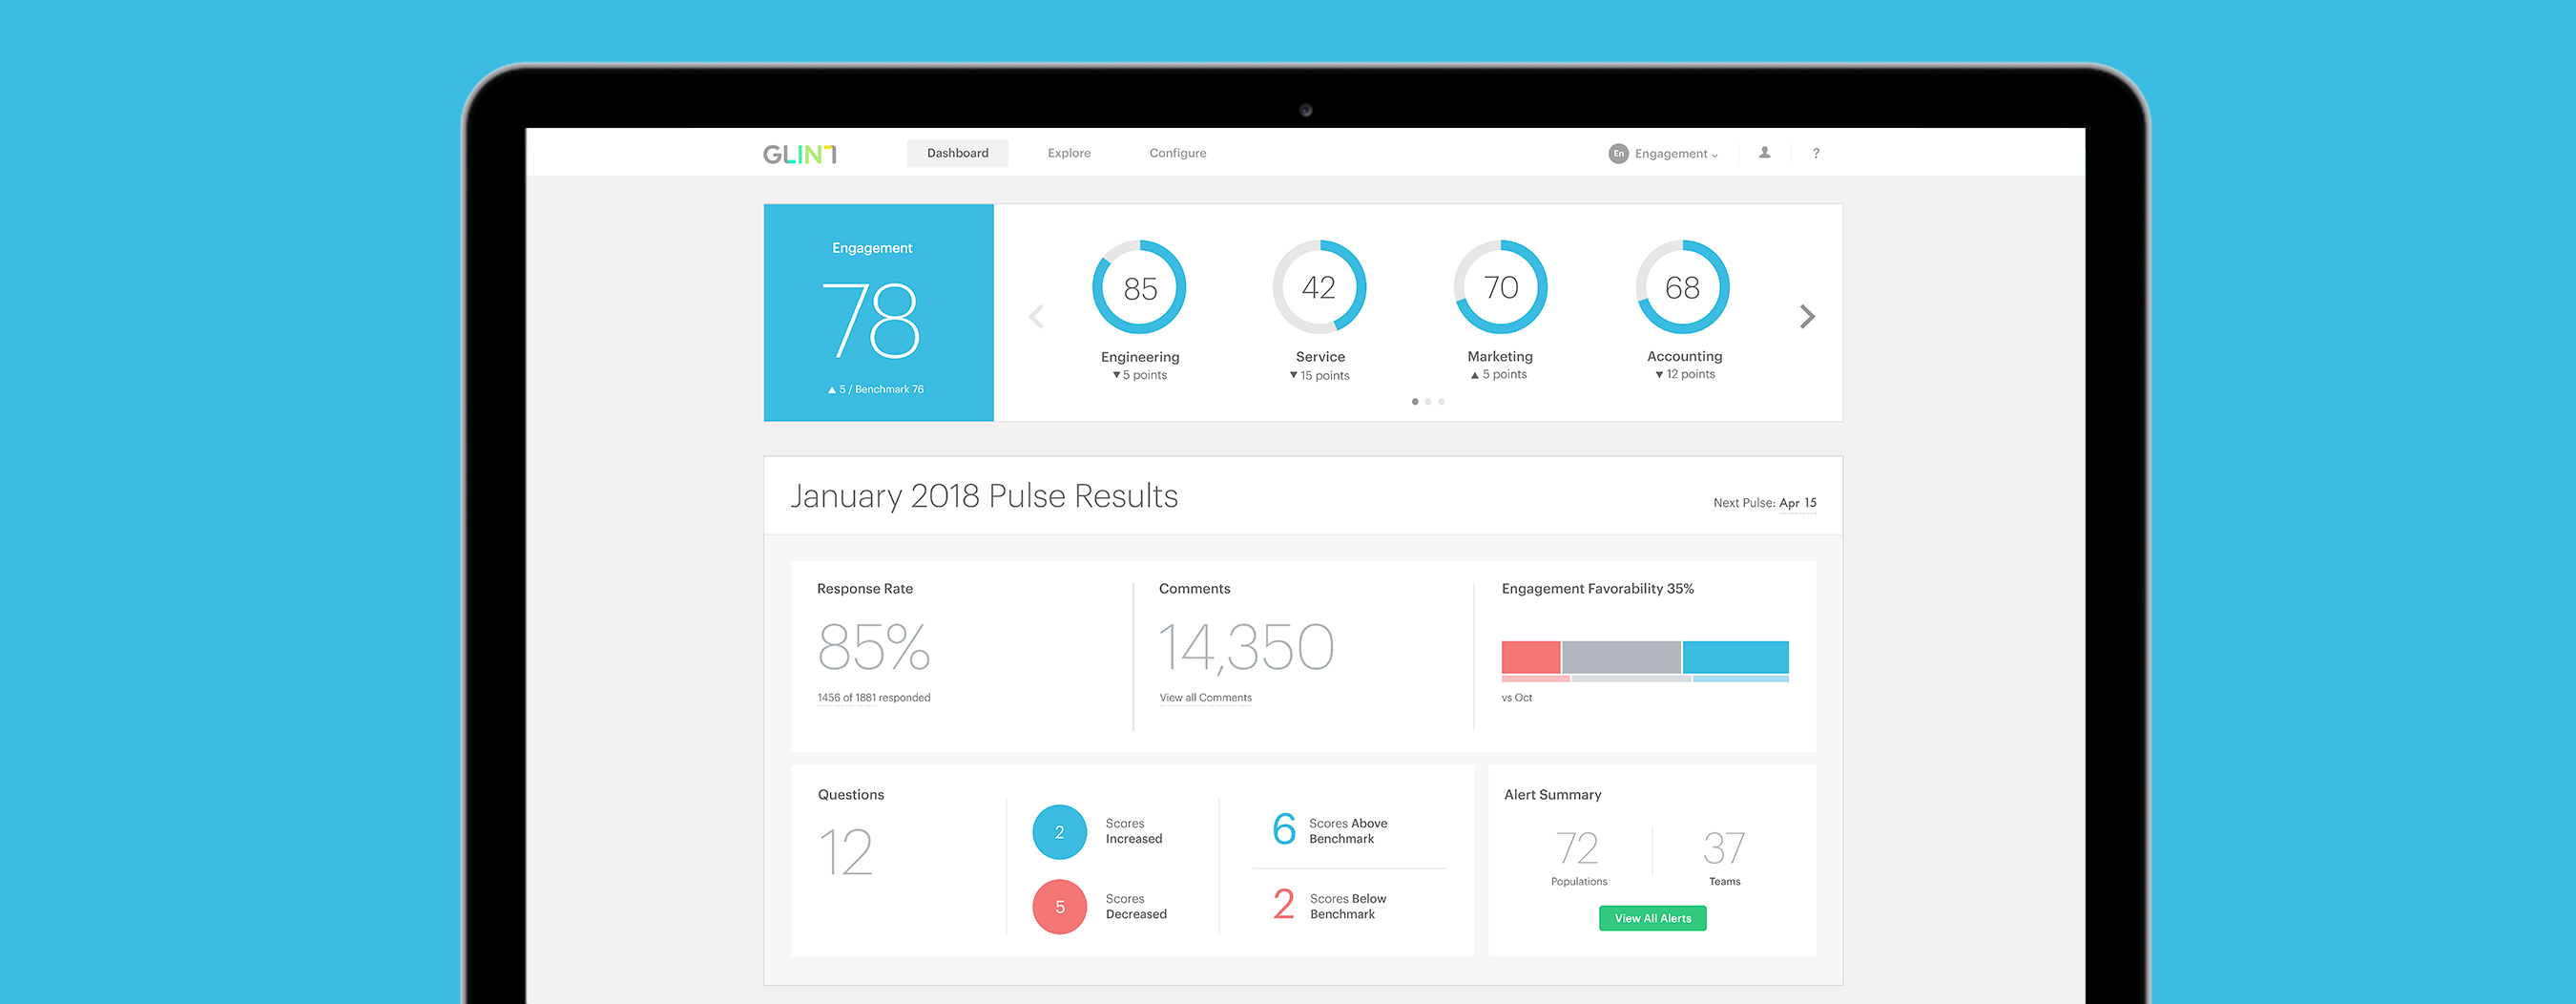 GLINT
Dashboard
Explore
Configure
En
Engagement
?
Engagement
78
▲ 5 / Benchmark 76
85
Engineering
▼ 5 points
42
Service
▼ 15 points
70
Marketing
▲ 5 points
68
Accounting
▼ 12 points
January 2018 Pulse Results
Next Pulse: Apr 15
Response Rate
85%
1456 of 1881 responded
Comments
14,350
View all Comments
Engagement Favorability 35%
vs Oct
Questions
12
2
Scores
Increased
5
Scores
Decreased
6
Scores Above
Benchmark
2
Scores Below
Benchmark
Alert Summary
72
Populations
37
Teams
View All Alerts